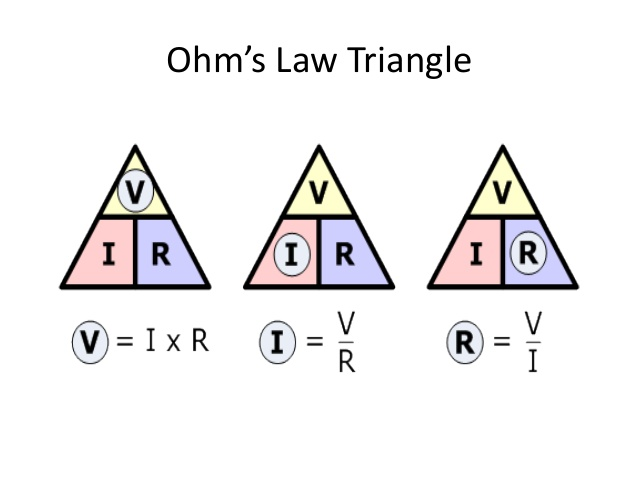 Ohm’s Law Triangle
V
I R
V
I R
V
I R
V = I x R
I = V/R
R = V/I